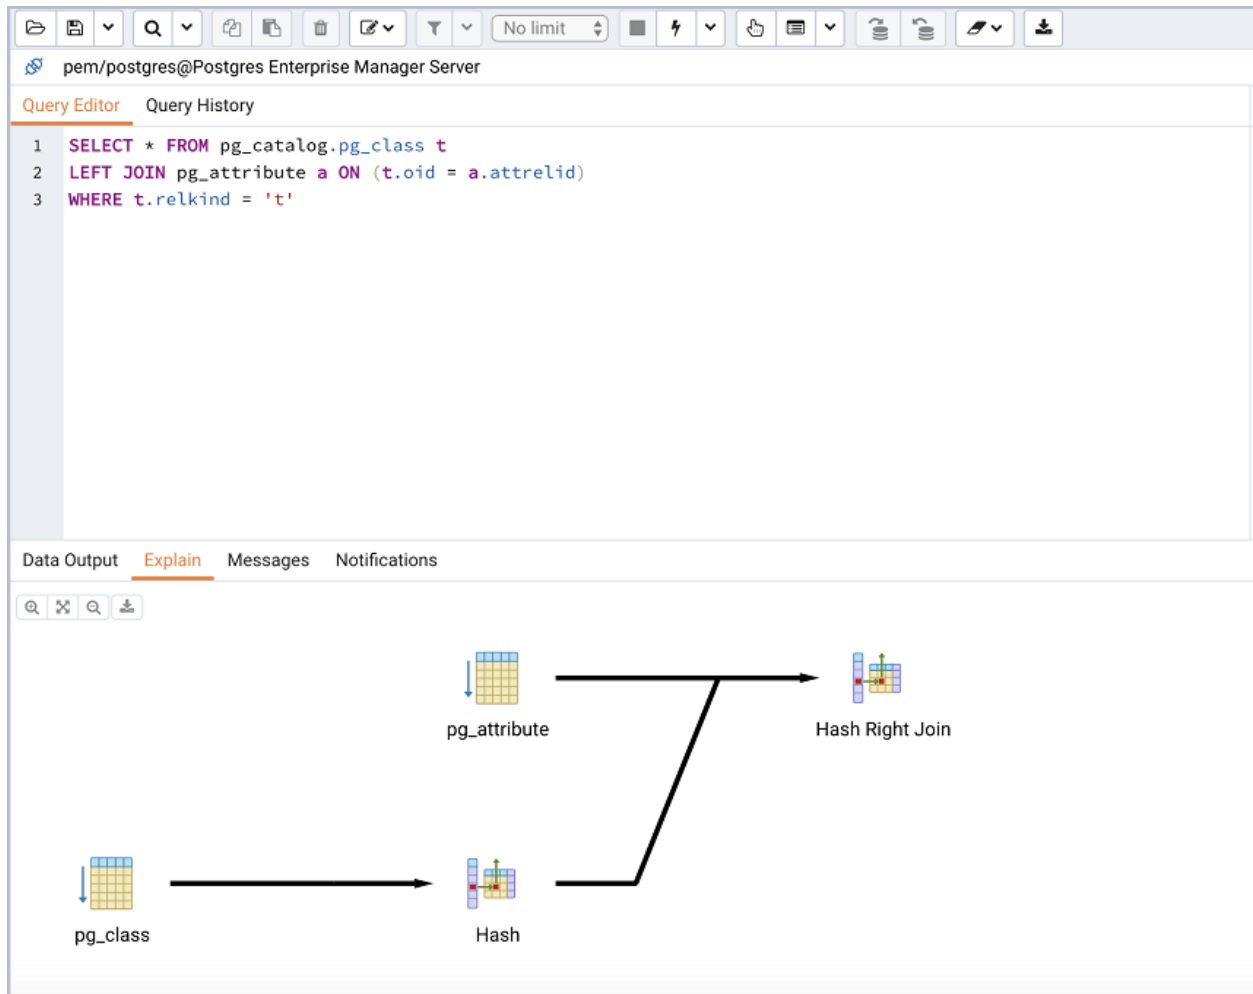 No limit
pem/postgres@Postgres Enterprise Manager Server
Query Editor Query History
1 SELECT * FROM pg_catalog.pg_class t
2 LEFT JOIN pg_attribute a ON (t.oid = a.attrelid)
3 WHERE t.relkind = 't'
Data Output Explain Messages Notifications
pg_attribute
Hash Right Join
pg_class
Hash